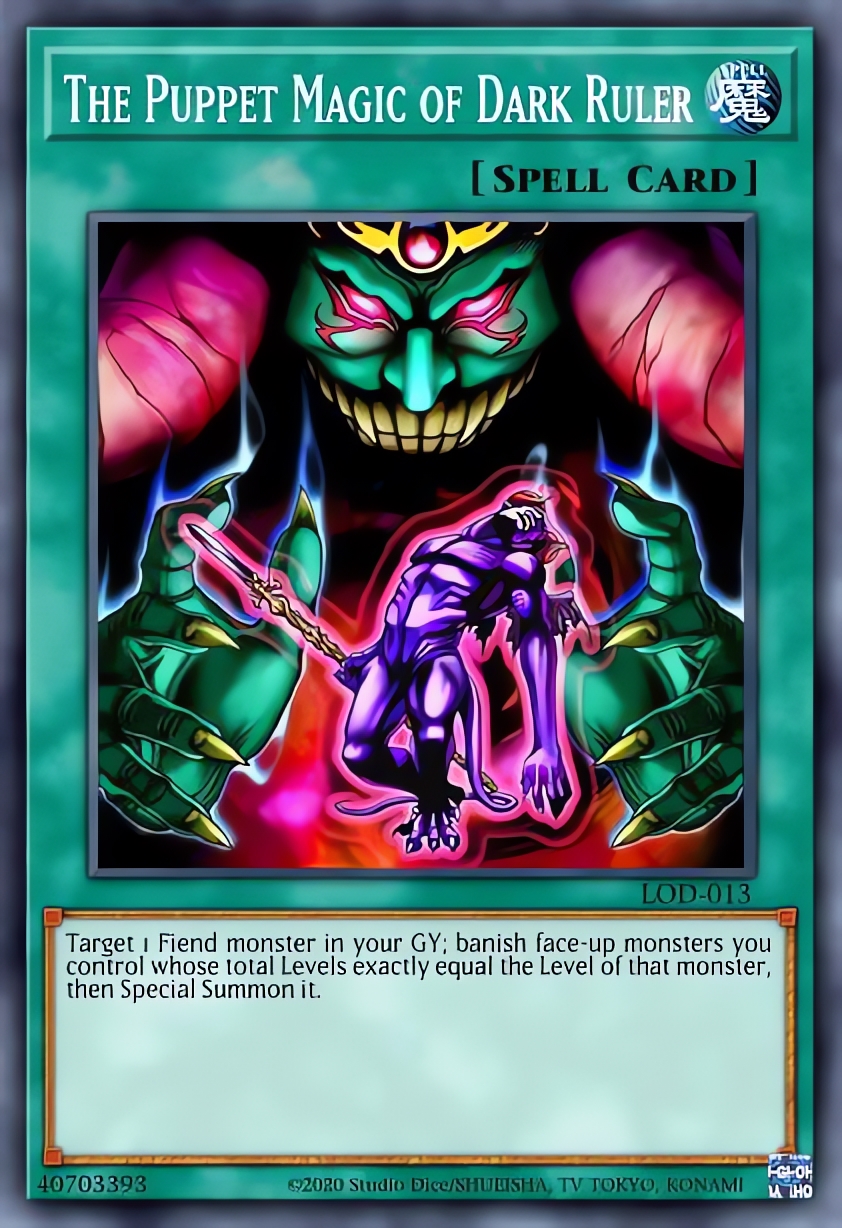 THE PUPPET MAGIC OF DARK RULER
魔
[SPELL CARD]
LOD-013
Target 1 Fiend monster in your GY; banish face-up monsters you
control whose total Levels exactly equal the Level of that monster,
then Special Summon it.
40703393
©2020 Studio Dice/SHUEISHA, TV TOKYO, KONAMI